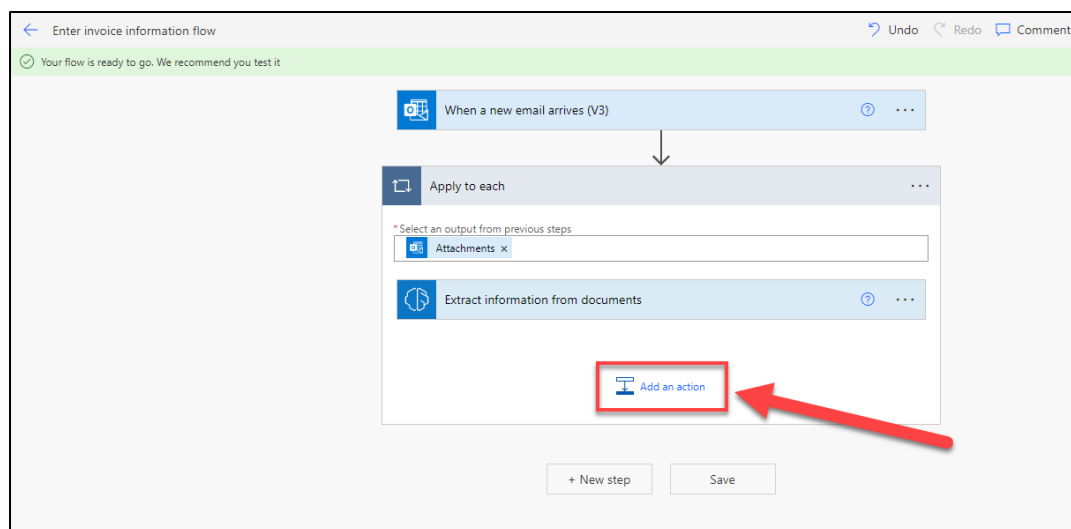 Enter invoice information flow
Undo
Redo
Comment
Your flow is ready to go. We recommend you test it
When a new email arrives (V3)
Apply to each
* Select an output from previous steps
Attachments ×
Extract information from documents
Add an action
+ New step
Save